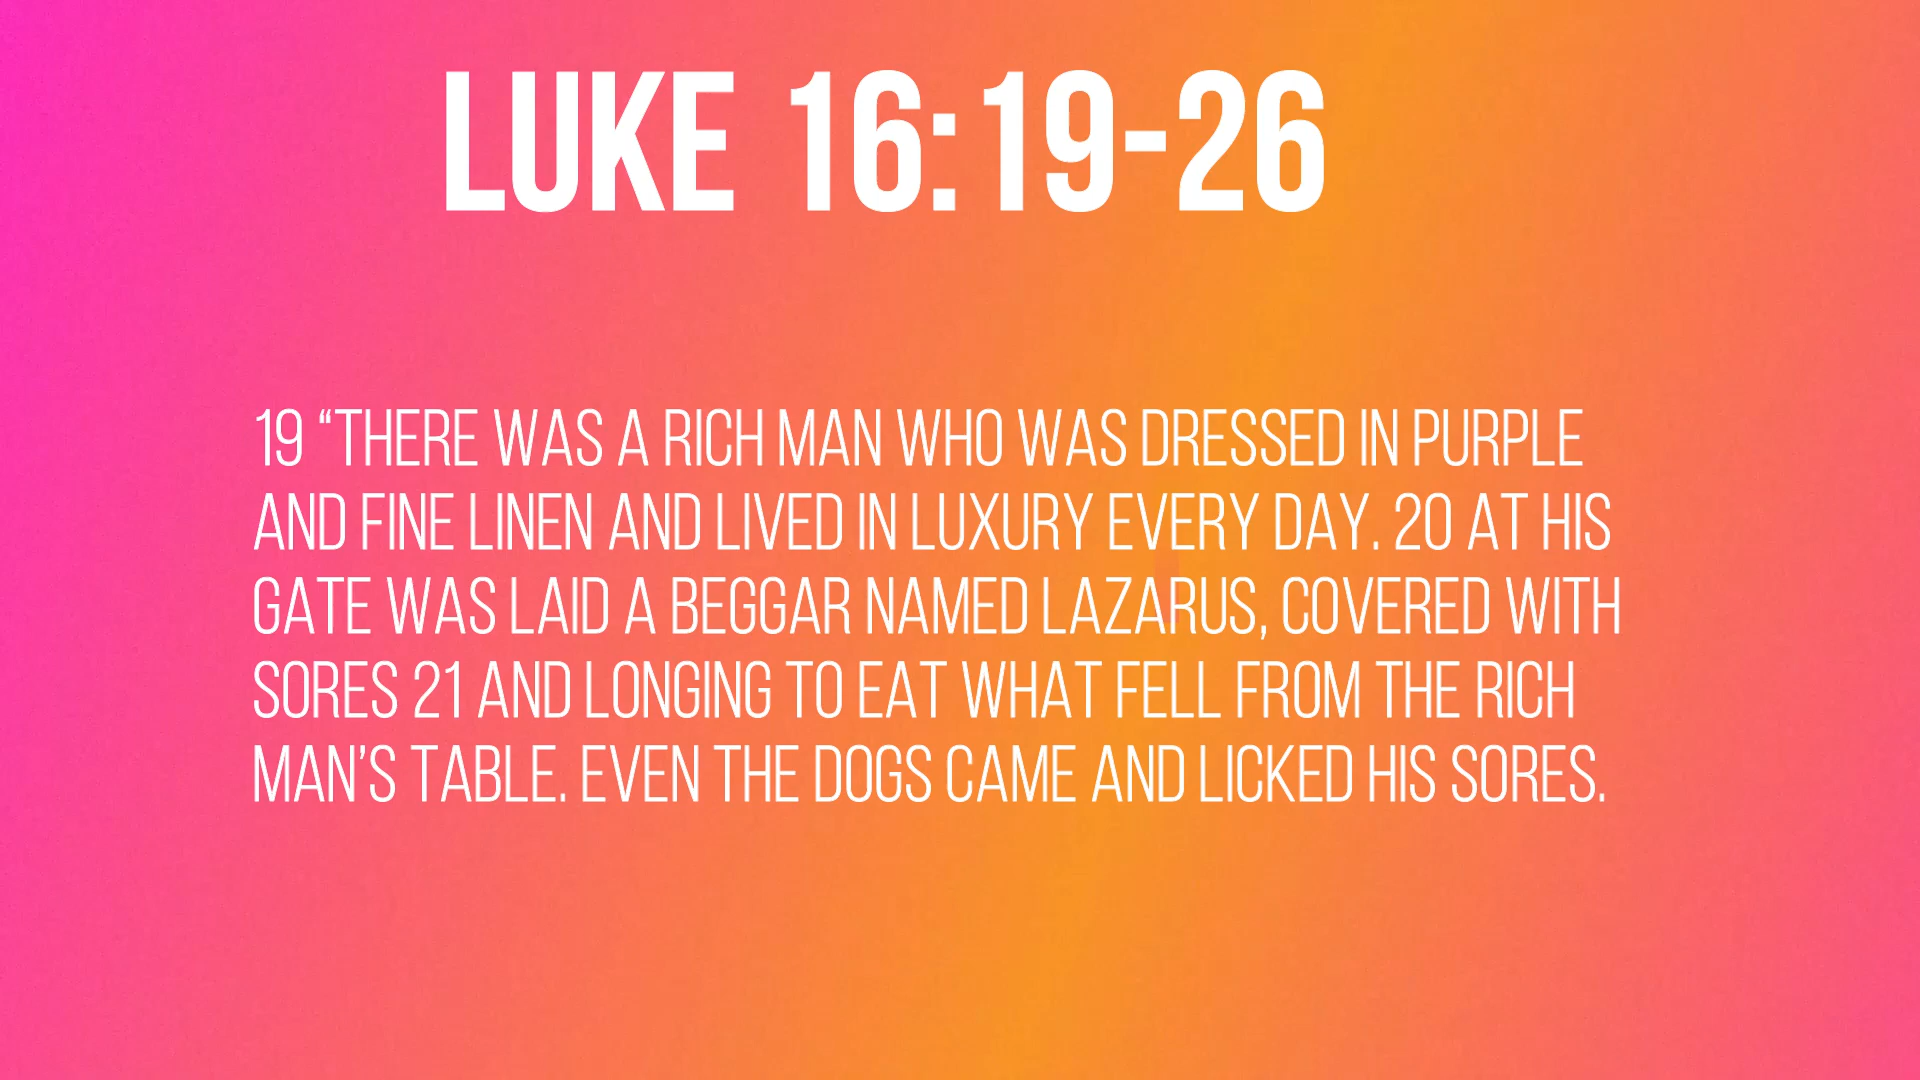 LUKE 16:19-26
19 “THERE WAS A RICH MAN WHO WAS DRESSED IN PURPLE
AND FINE LINEN AND LIVED IN LUXURY EVERY DAY. 20 AT HIS
GATE WAS LAID A BEGGAR NAMED LAZARUS, COVERED WITH
SORES 21 AND LONGING TO EAT WHAT FELL FROM THE RICH
MAN’S TABLE. EVEN THE DOGS CAME AND LICKED HIS SORES.